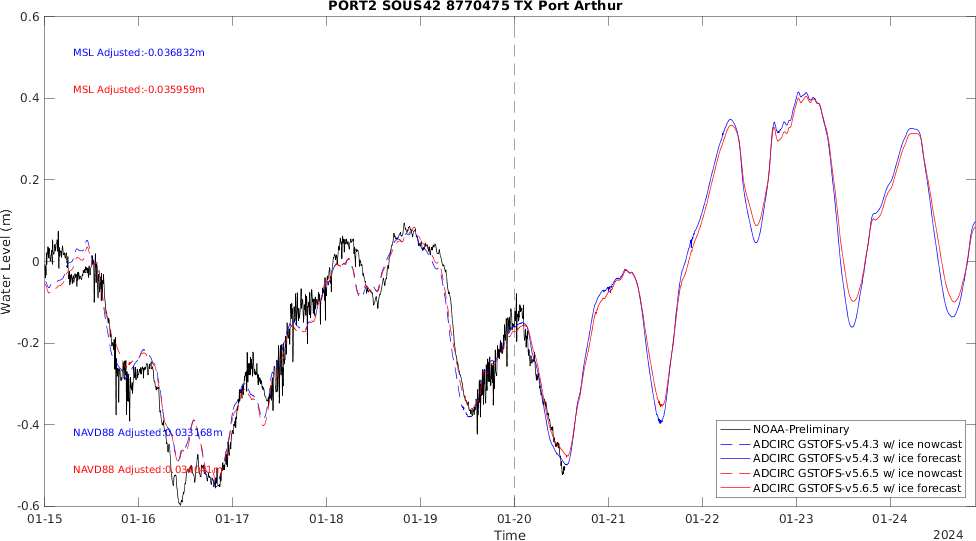 PORT2 SOUS42 8770475 TX Port Arthur
0.6
MSL Adjusted:-0.036832m
MSL Adjusted:-0.035959m
0.4
0.2
0
-0.2
-0.4
-0.6
Water Level (m)
NAVD88 Adjusted:0.033168m
NAVD88 Adjusted:
NOAA-Preliminary
ADCIRC GSTOFS-v5.4.3 w/ ice nowcast
ADCIRC GSTOFS-v5.4.3 w/ ice forecast
ADCIRC GSTOFS-v5.6.5 w/ ice nowcast
ADCIRC GSTOFS-v5.6.5 w/ ice forecast
01-15 01-16 01-17 01-18 01-19 01-20 01-21 01-22 01-23 01-24
Time
2024